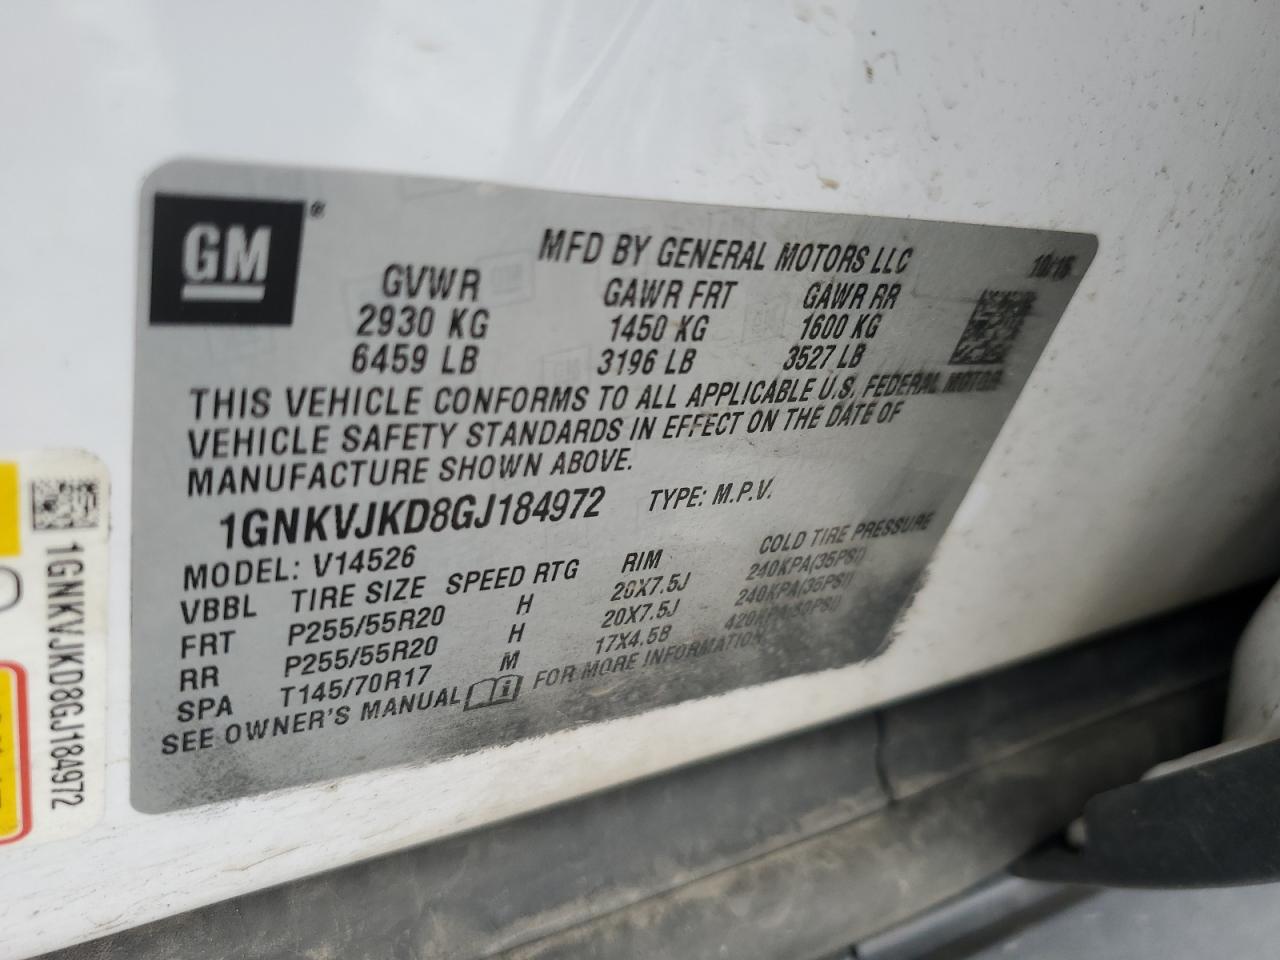 GM ®
MFD BY GENERAL MOTORS LLC 10/15
GVWR GAWR FRT GAWR RR
2930 KG 1450 KG 1600 KG
6459 LB 3196 LB 3527 LB
THIS VEHICLE CONFORMS TO ALL APPLICABLE U.S. FEDERAL MOTOR
VEHICLE SAFETY STANDARDS IN EFFECT ON THE DATE OF
MANUFACTURE SHOWN ABOVE.
1GNKVJKD8GJ184972 TYPE: M.P.V.
MODEL: V14526
VBBL TIRE SIZE SPEED RTG RIM COLD TIRE PRESSURE
FRT P255/55R20 H 20X7.5J 240KPA(35PSI)
RR P255/55R20 H 20X7.5J 240KPA(35PSI)
SPA T145/70R17 M 17X4.5B 420KPA(60PSI)
SEE OWNER'S MANUAL FOR MORE INFORMATION
1GNKVJKD8GJ184972